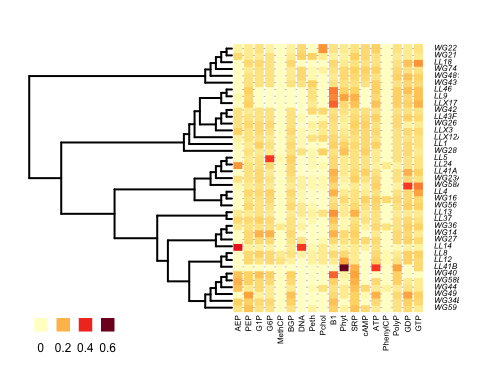 WG22
WG21
LL18
WG74
WG48
WG43
LL46
LL9
LLX17
WG42
LL43F
WG26
LLX3
LLX12
LL1
WG28
LL5
LL24
LL41A
WG23
WG58
LL4
WG16
WG56
LL13
LL37
WG36
WG14
WG27
LL14
LL8
LL12
LL41B
WG40
WG58
WG44
WG49
WG34
WG59
AEP PEP G1P G6P MethCP BGP DNA Peth Pchol B1 Phyt SRP cAMP ATP PhenylCP PolyP GDP GTP
0 0.2 0.4 0.6